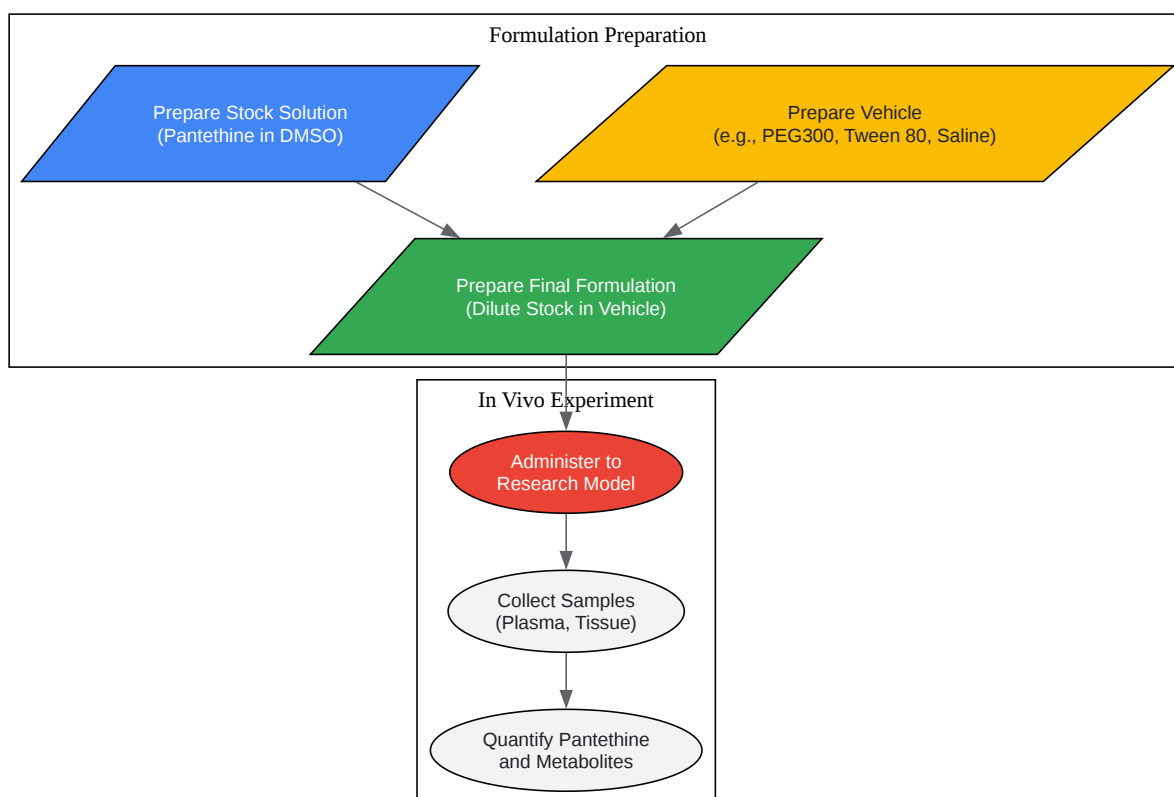 Formulation Preparation
Prepare Stock Solution
(Pantethine in DMSO)
Prepare Vehicle
(e.g., PEG300, Tween 80, Saline)
Prepare Final Formulation
(Dilute Stock in Vehicle)
In Vivo Experiment
Administer to
Research Model
Collect Samples
(Plasma, Tissue)
Quantify Pantethine
and Metabolites